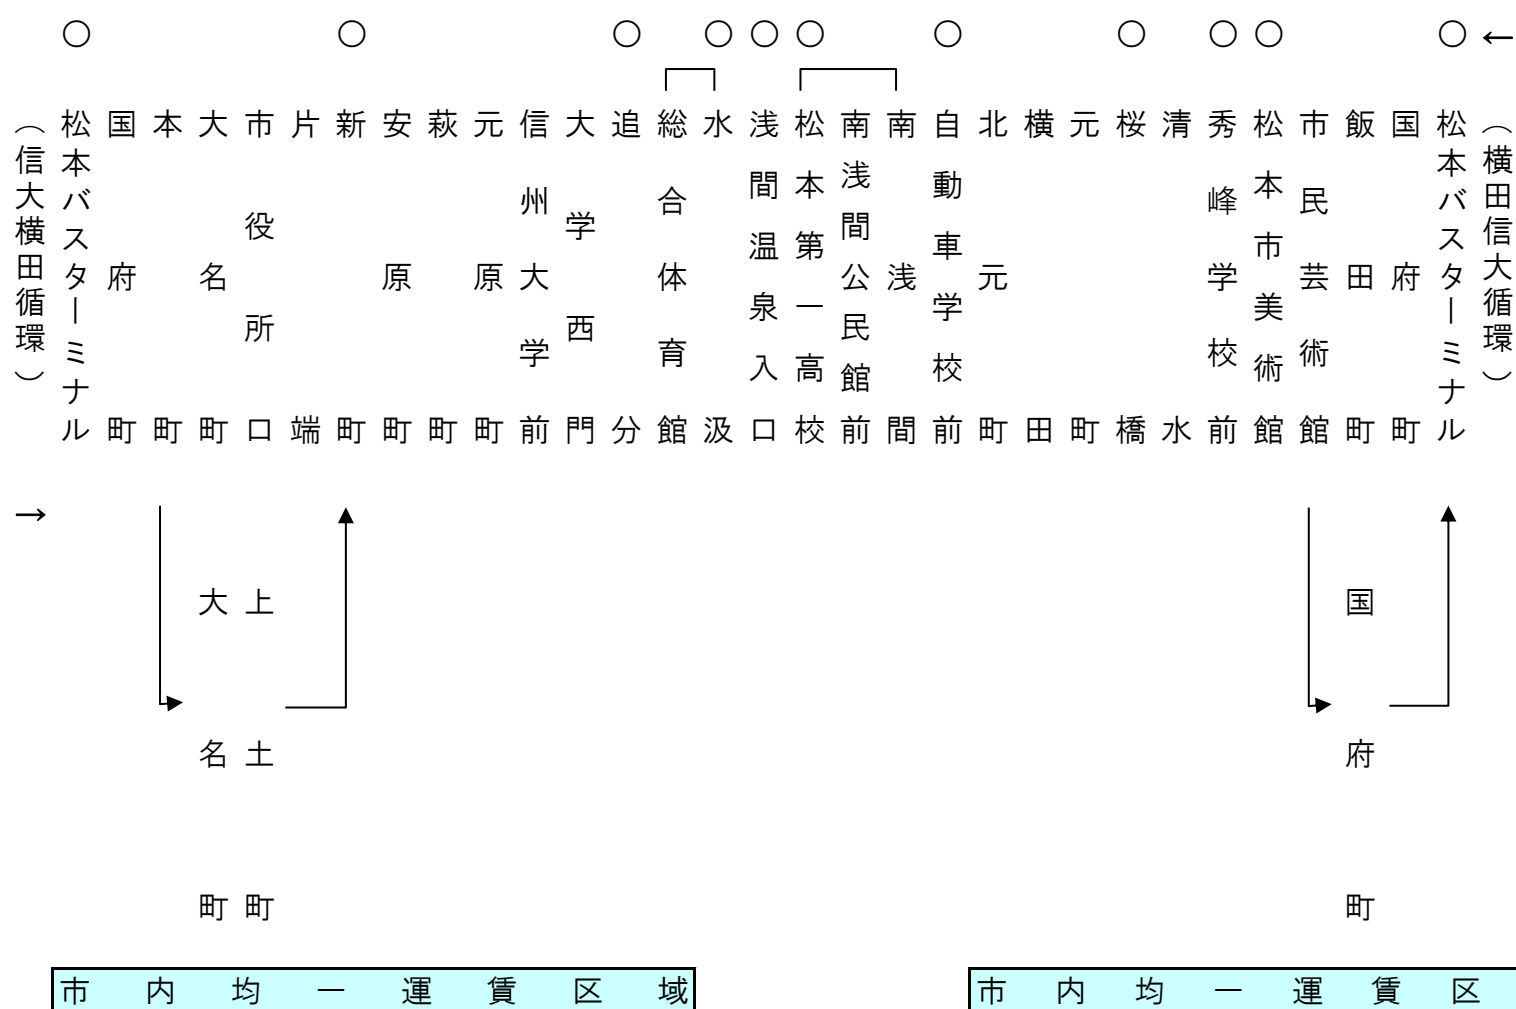 （信大横田循環）
松本バスターミナル
国府町
本町
大名町
市役所口
片端
新町
安原町
萩町
元原町
信州大学前
大学西門
追分
総合体育館
水汲
浅間温泉入口
松本第一高校
南浅間公民館前
南浅間
自動車学校前
北元町
横田
元町
桜橋
清水
秀峰学校前
松本市美術館
市民芸術館
飯田町
国府町
松本バスターミナル
（横田信大循環）
大名町
上土町
国府町
市内均一運賃区域
市内均一運賃区